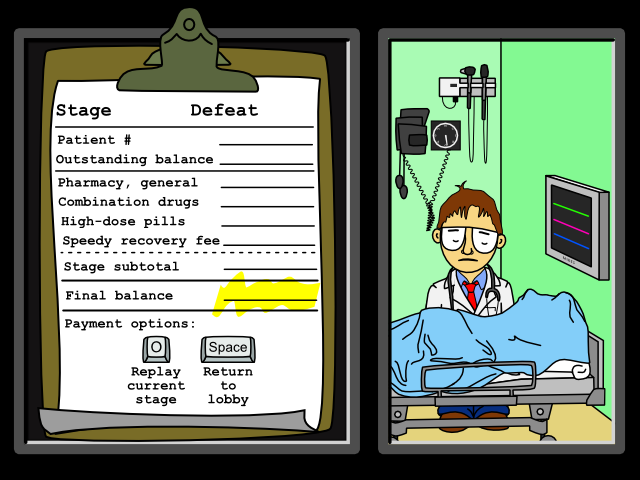 Stage Defeat
Patient #
Outstanding balance
Pharmacy, general
Combination drugs
High-dose pills
Speedy recovery fee
Stage subtotal
Final balance
Payment options:
O Space
Replay Return
current to
stage lobby